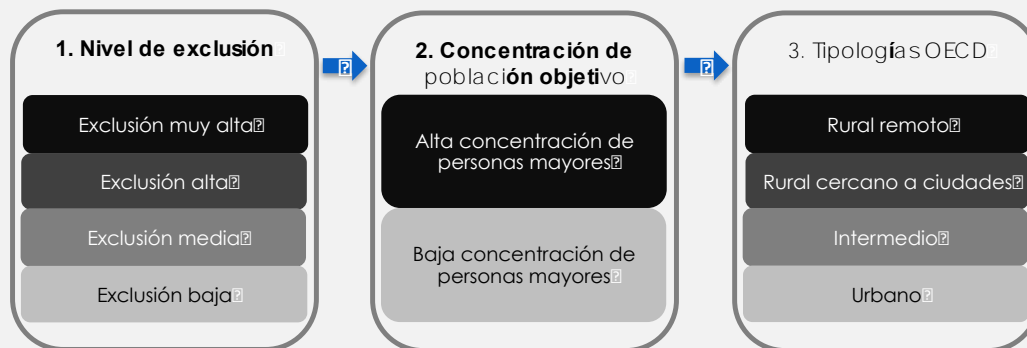 1. Nivel de exclusión
Exclusión muy alta
Exclusión alta
Exclusión media
Exclusión baja
2. Concentración de
población objetivo
Alta concentración de
personas mayores
Baja concentración de
personas mayores
3. Tipologías OECD
Rural remoto
Rural cercano a ciudades
Intermedio
Urbano